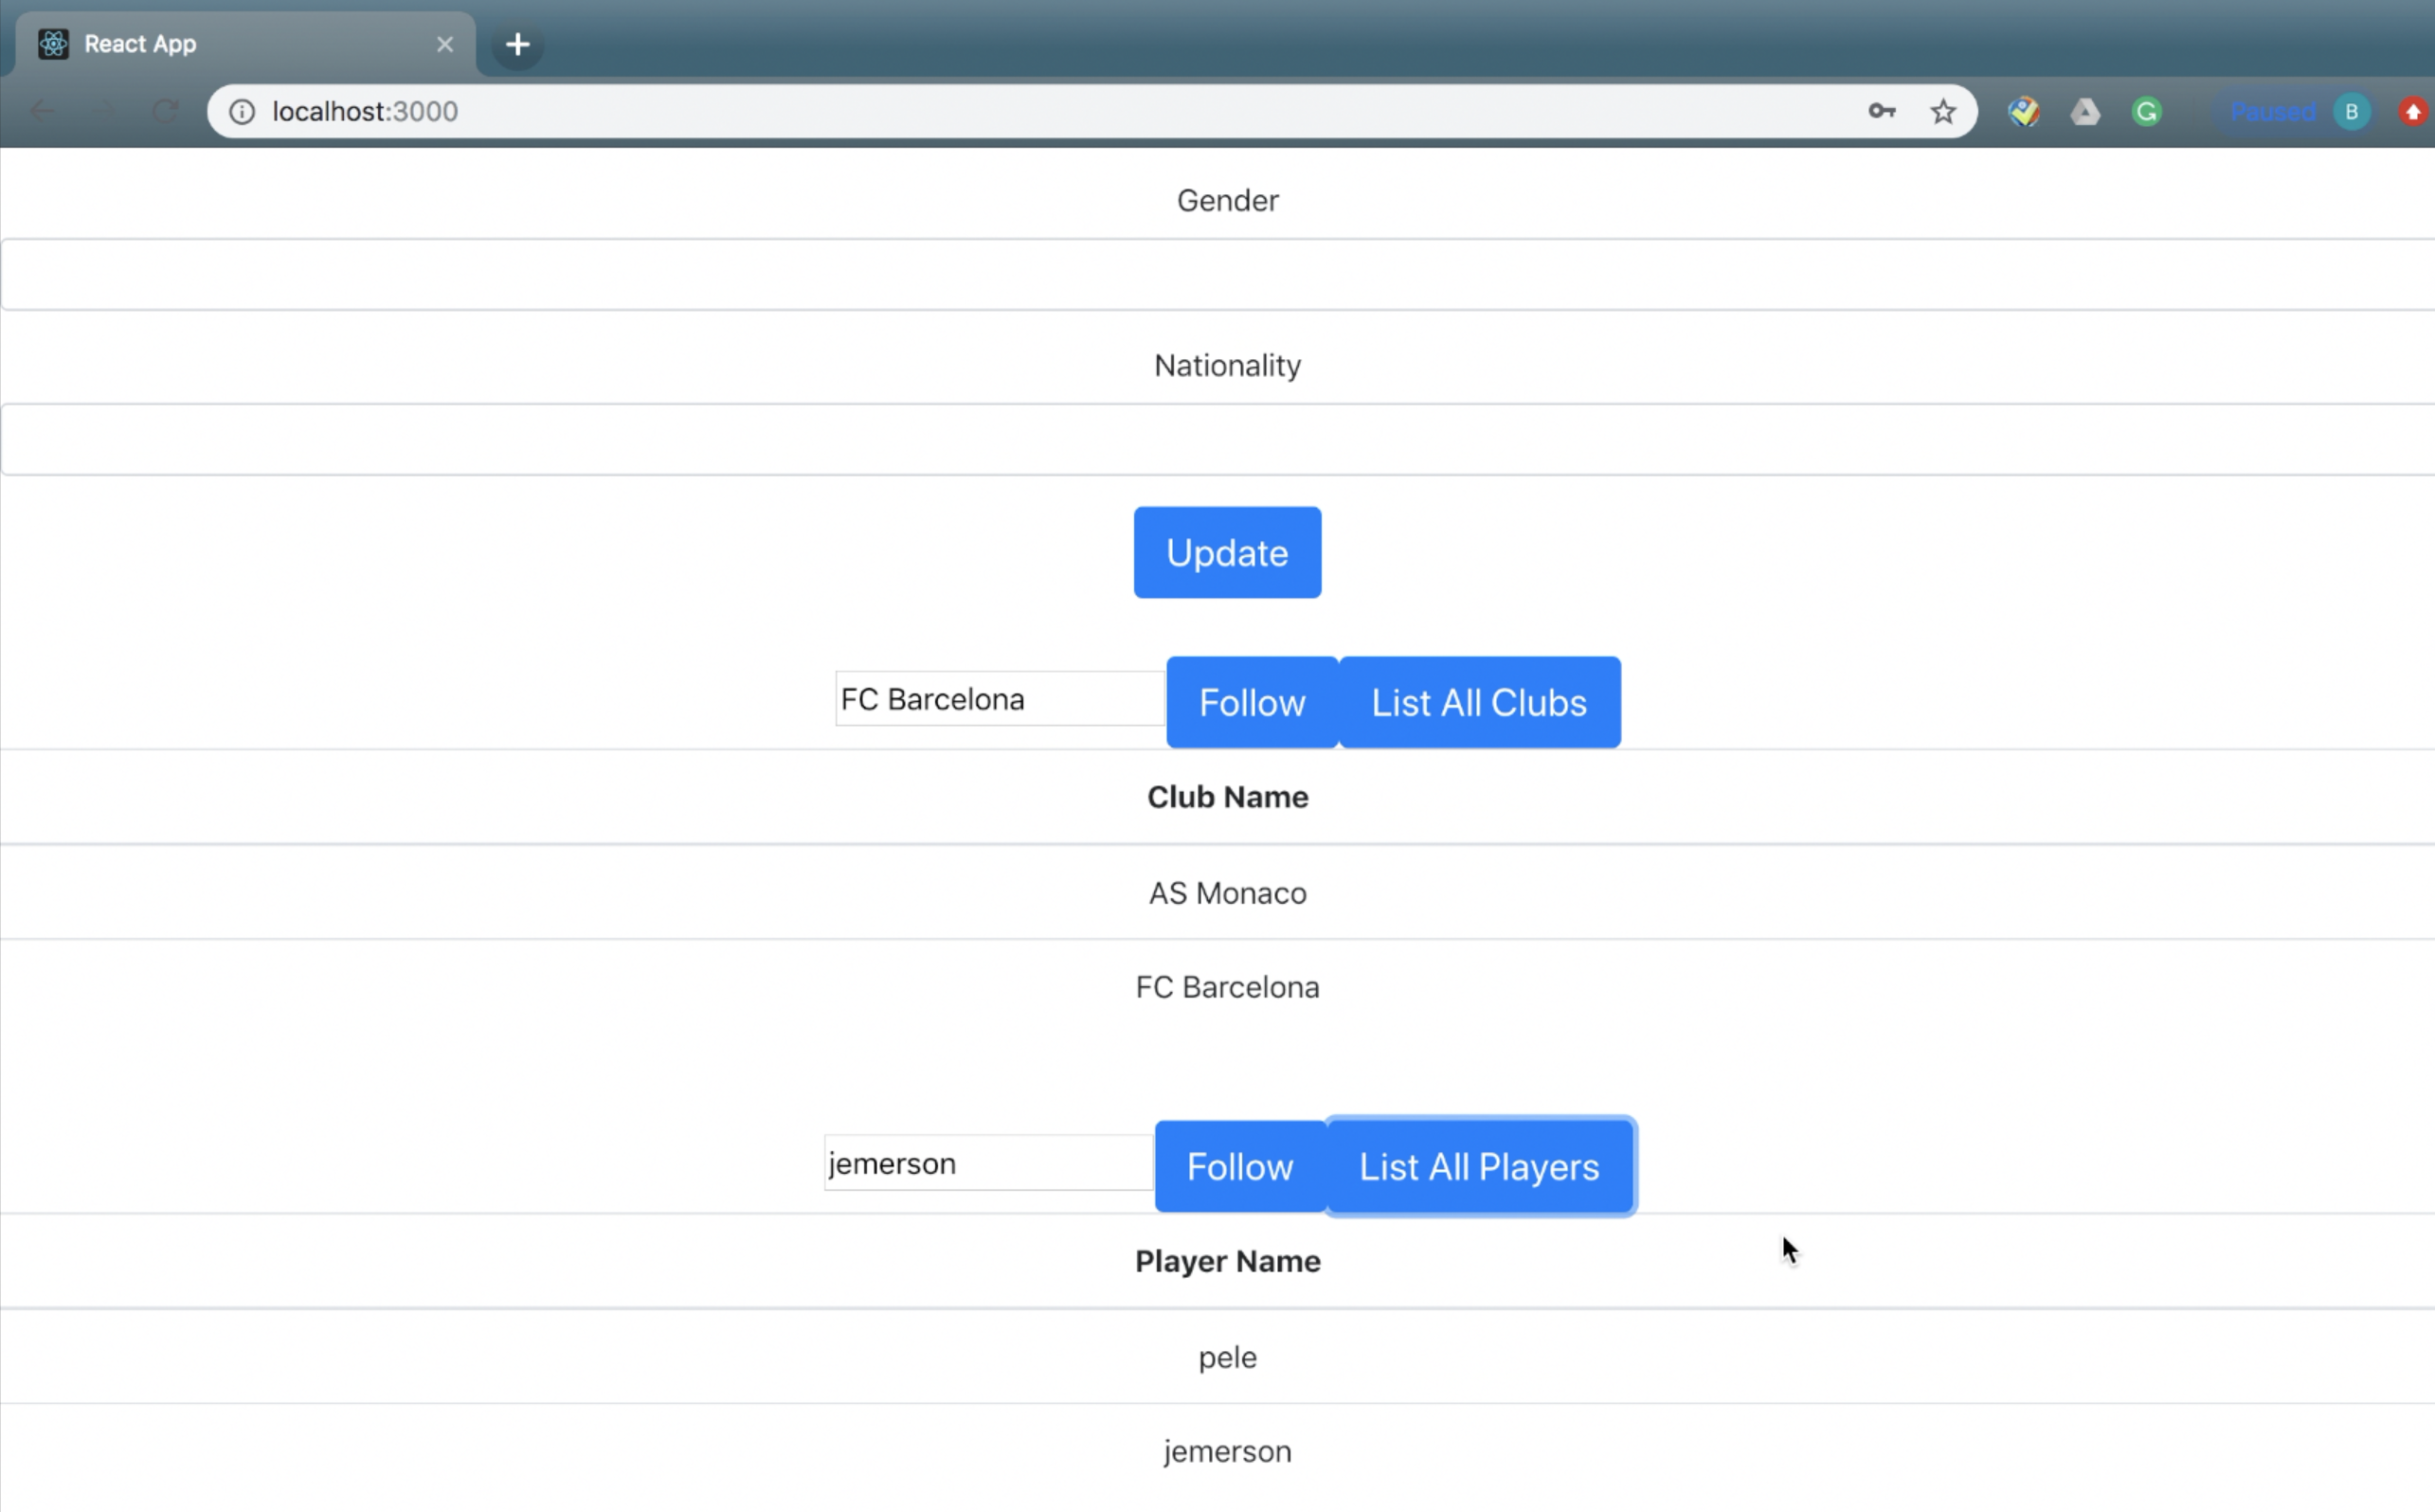 React App
localhost:3000
Paused B
Gender
Nationality
Update
FC Barcelona Follow List All Clubs
Club Name
AS Monaco
FC Barcelona
jemerson Follow List All Players
Player Name
pele
jemerson